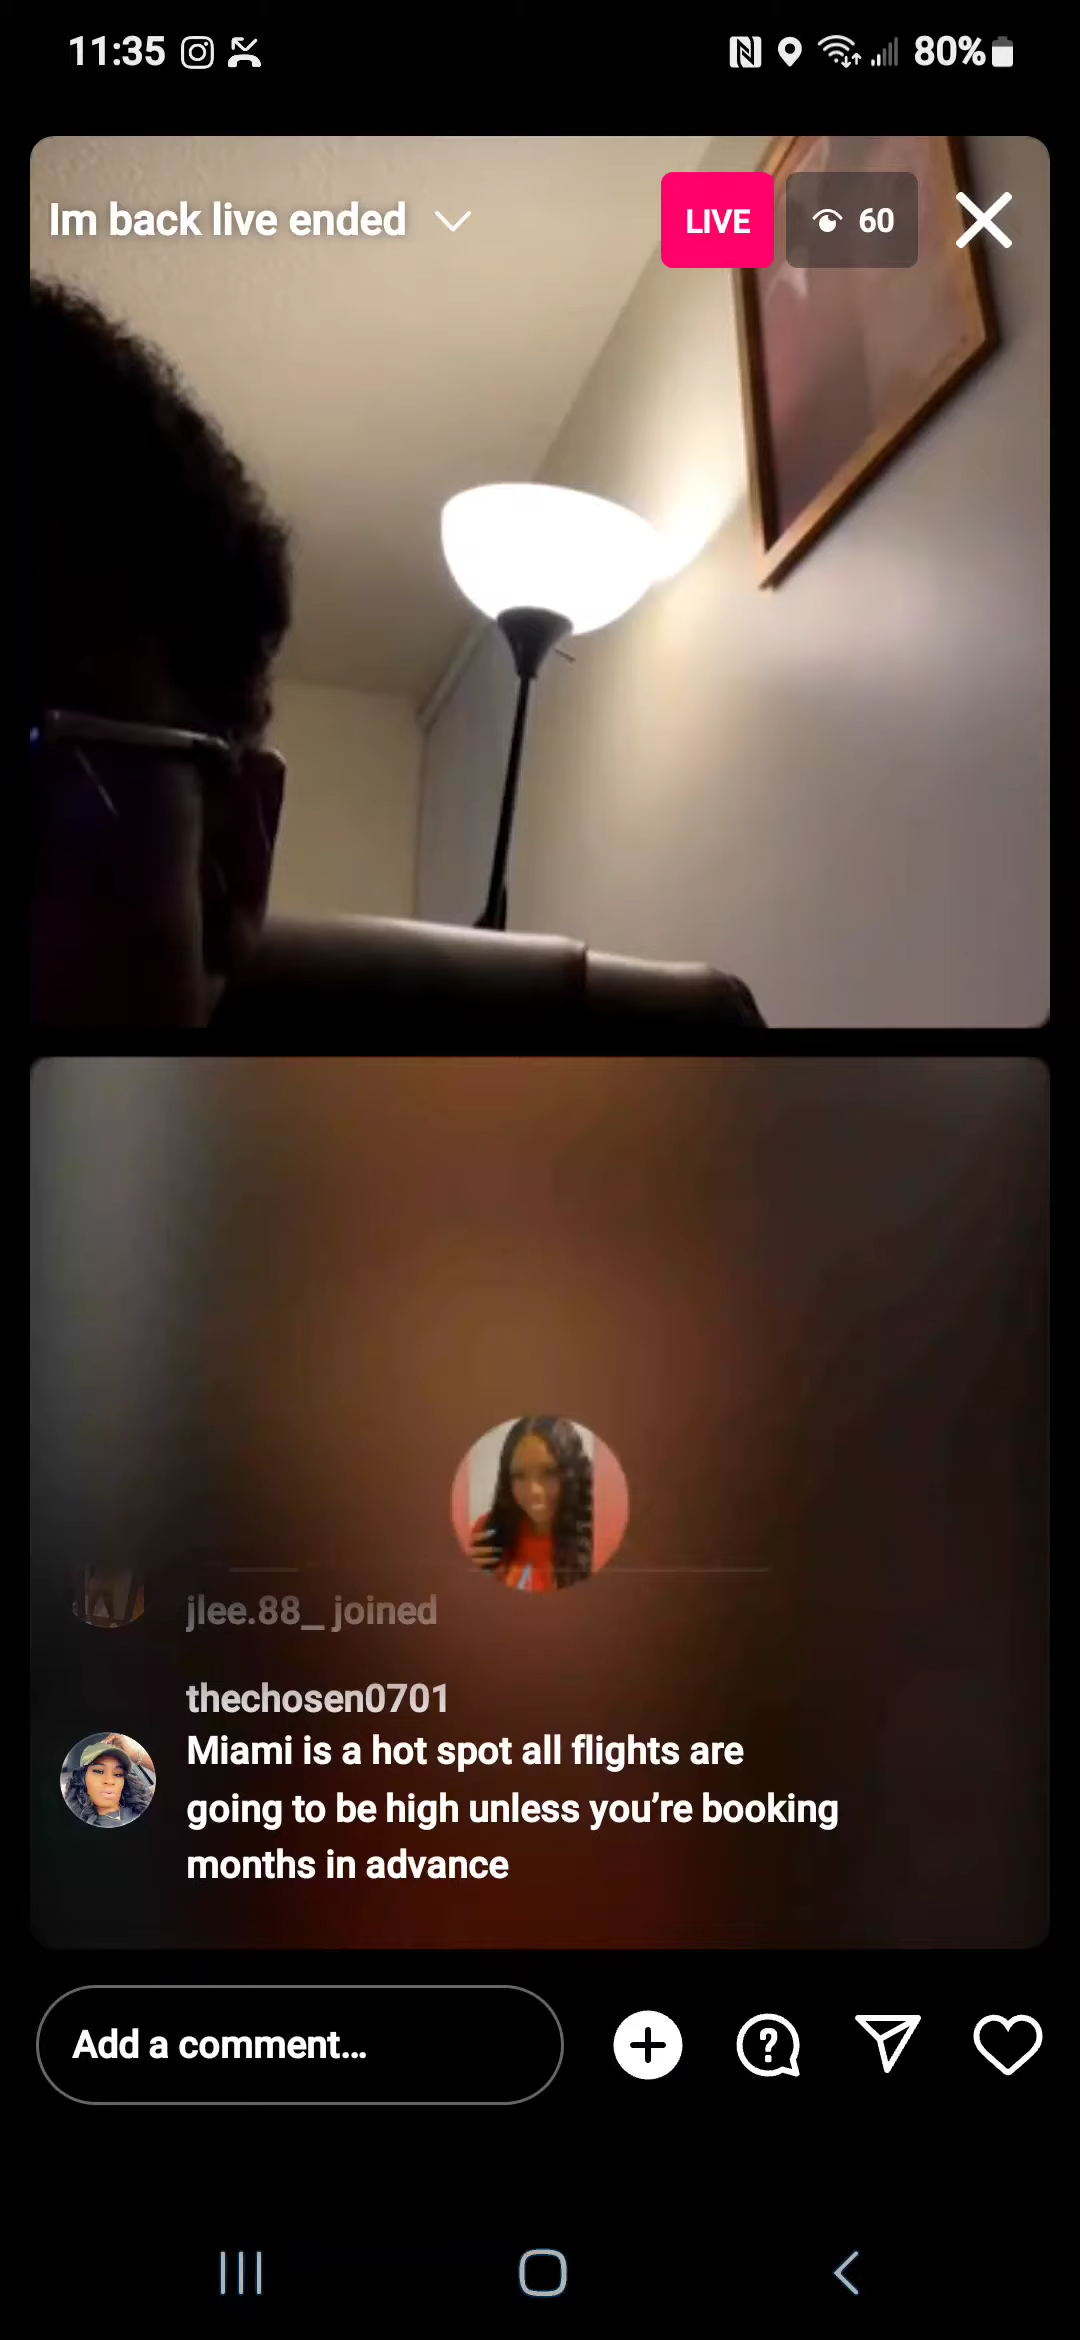 11:35 80%
Im back live ended LIVE 60
jlee.88_ joined
thechosen0701
Miami is a hot spot all flights are
going to be high unless you’re booking
months in advance
Add a comment...